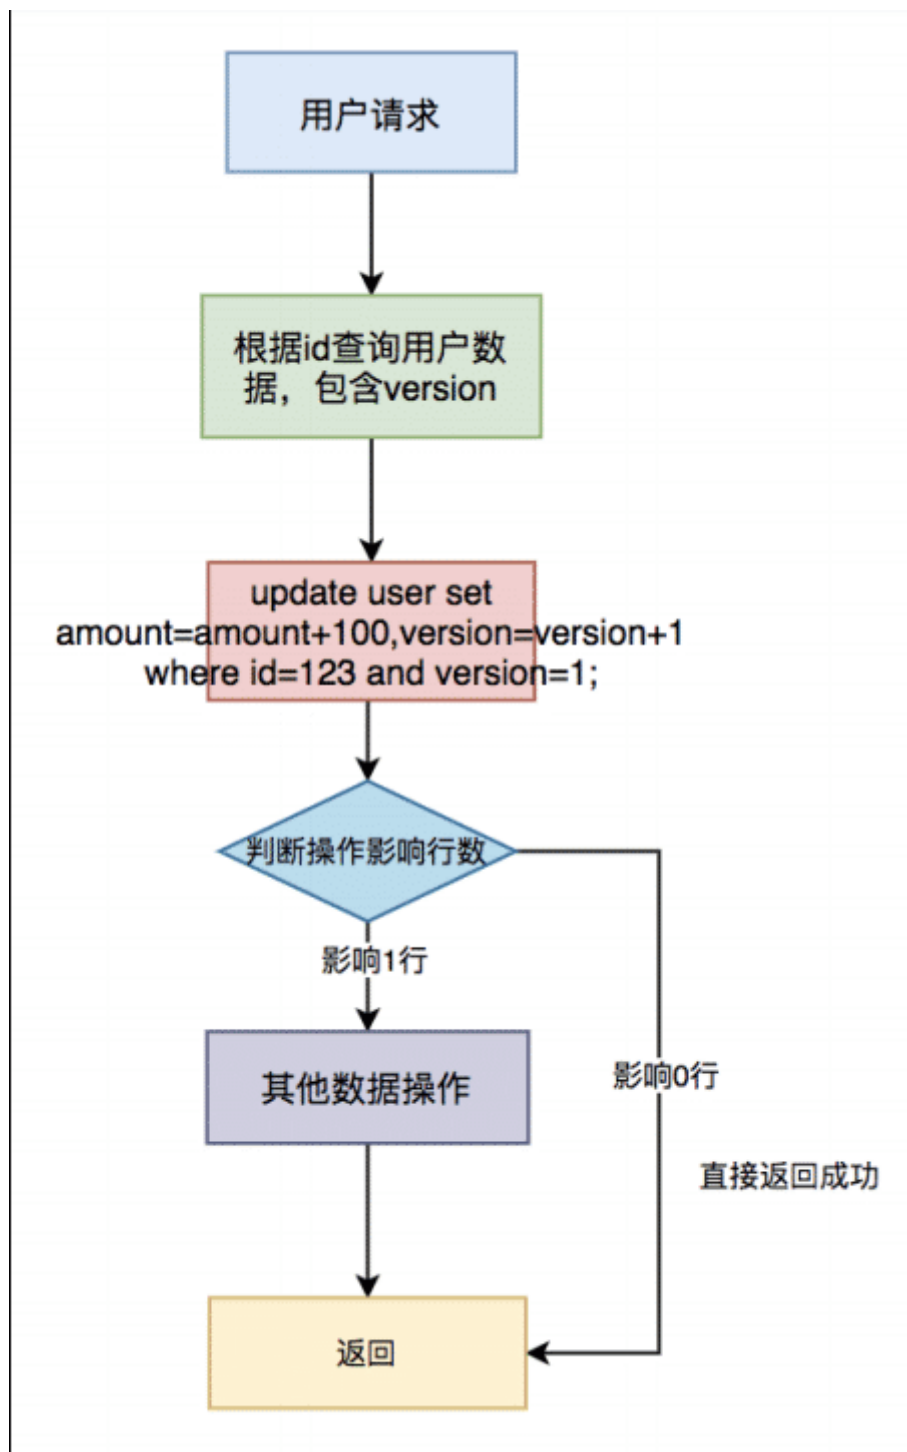 用户请求
根据id查询用户数
据，包含version
update user set
amount=amount+100,version=version+1
where id=123 and version=1;
判断操作影响行数
影响1行
其他数据操作
影响0行
直接返回成功
返回